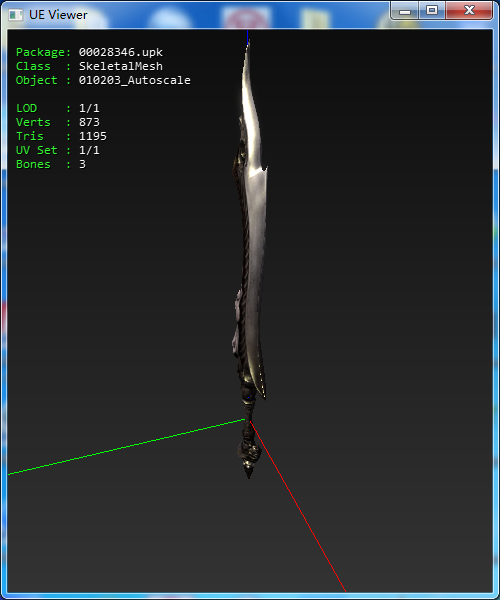 UE Viewer
Package: 00028346.upk
Class : SkeletalMesh
Object : 010203_Autoscale
LOD : 1/1
Verts : 873
Tris : 1195
UV Set : 1/1
Bones : 3